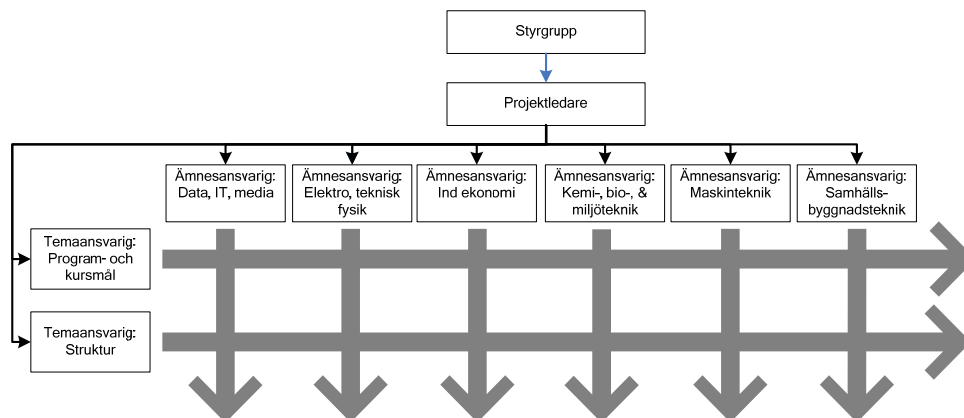 Styrgrupp
Projektledare
Ämnesansvarig:
Data, IT, media
Ämnesansvarig:
Elektro, teknisk
fysik
Ämnesansvarig:
Ind ekonomi
Ämnesansvarig:
Kemi-, bio-, &
miljöteknik
Ämnesansvarig:
Maskinteknik
Ämnesansvarig:
Samhälls-
byggnadsteknik
Temaansvarig:
Program- och
kursmål
Temaansvarig:
Struktur